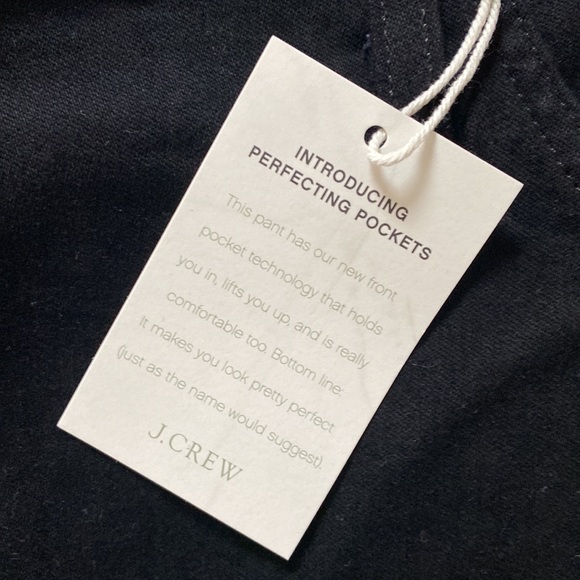 INTRODUCING
PERFECTING POCKETS
This pant has our new front
pocket technology that holds
you in, lifts you up, and is really
comfortable too. Bottom line:
It makes you look pretty perfect
(just as the name would suggest).
J.CREW